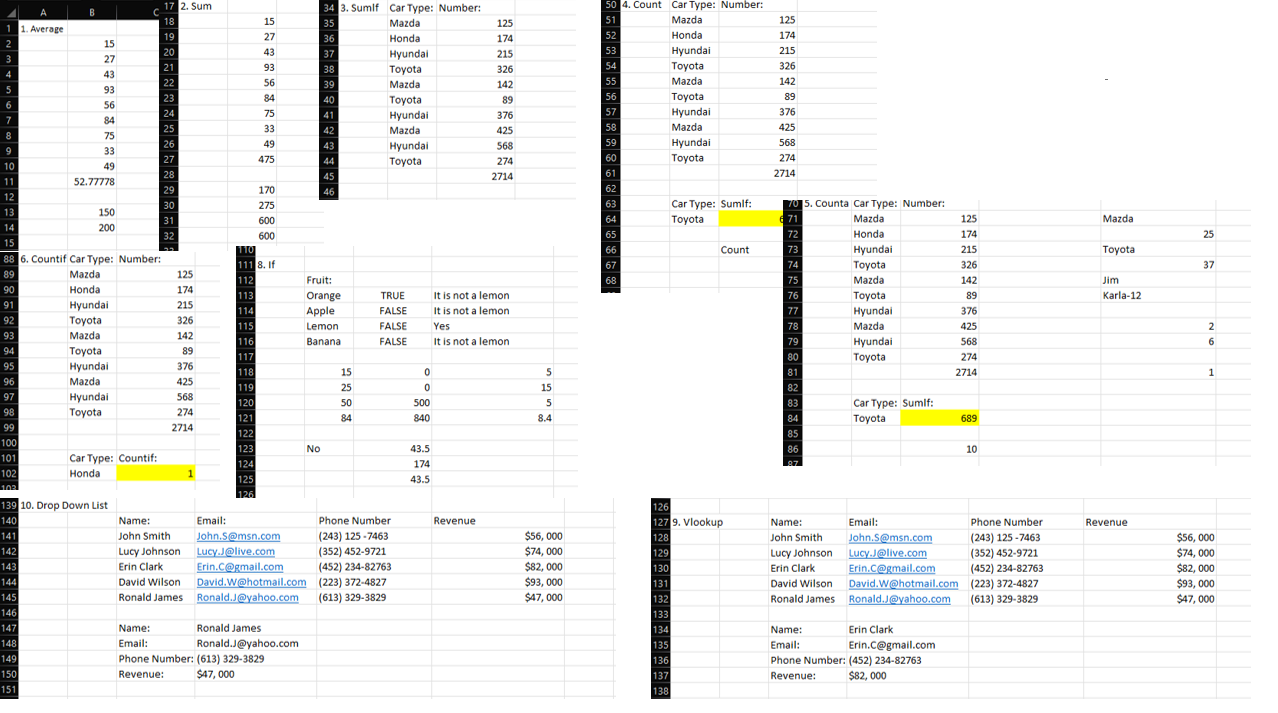 A B C
1 1. Average
2 15
3 27
4 43
5 93
6 56
7 84
8 75
9 33
10 49
11 52.77778
12
13 150
14 200
15
17 2. Sum
18 15
19 27
20 43
21 93
22 56
23 84
24 75
25 33
26 49
27 475
28
29 170
30 275
31 600
32 600
34 3. SumIf Car Type: Number:
35 Mazda 125
36 Honda 174
37 Hyundai 215
38 Toyota 326
39 Mazda 142
40 Toyota 89
41 Hyundai 376
42 Mazda 425
43 Hyundai 568
44 Toyota 274
45 2714
46
50 4. Count Car Type: Number:
51 Mazda 125
52 Honda 174
53 Hyundai 215
54 Toyota 326
55 Mazda 142
56 Toyota 89
57 Hyundai 376
58 Mazda 425
59 Hyundai 568
60 Toyota 274
61 2714
62
63 Car Type: SumIf:
64 Toyota 6
65
66 Count
67
68
70 5. Counta Car Type: Number:
71 Mazda 125 Mazda
72 Honda 174 25
73 Hyundai 215 Toyota
74 Toyota 326 37
75 Mazda 142 Jim
76 Toyota 89 Karla-12
77 Hyundai 376
78 Mazda 425 2
79 Hyundai 568 6
80 Toyota 274
81 2714 1
82
83 Car Type: SumIf:
84 Toyota 689
85
86 10
87
88 6. Countif Car Type: Number:
89 Mazda 125
90 Honda 174
91 Hyundai 215
92 Toyota 326
93 Mazda 142
94 Toyota 89
95 Hyundai 376
96 Mazda 425
97 Hyundai 568
98 Toyota 274
99 2714
100
101 Car Type: Countif:
102 Honda 1
103
110
111 8. If
112 Fruit:
113 Orange TRUE It is not a lemon
114 Apple FALSE It is not a lemon
115 Lemon FALSE Yes
116 Banana FALSE It is not a lemon
117
118 15 0 5
119 25 0 15
120 50 500 5
121 84 840 8.4
122
123 No 43.5
124 174
125 43.5
126
139 10. Drop Down List
140 Name: Email: Phone Number Revenue
141 John Smith John.S@msn.com (243) 125 -7463 $56, 000
142 Lucy Johnson Lucy.J@live.com (352) 452-9721 $74, 000
143 Erin Clark Erin.C@gmail.com (452) 234-82763 $82, 000
144 David Wilson David.W@hotmail.com (223) 372-4827 $93, 000
145 Ronald James Ronald.J@yahoo.com (613) 329-3829 $47, 000
146
147 Name: Ronald James
148 Email: Ronald.J@yahoo.com
149 Phone Number: (613) 329-3829
150 Revenue: $47, 000
151
126
127 9. Vlookup Name: Email: Phone Number Revenue
128 John Smith John.S@msn.com (243) 125 -7463 $56, 000
129 Lucy Johnson Lucy.J@live.com (352) 452-9721 $74, 000
130 Erin Clark Erin.C@gmail.com (452) 234-82763 $82, 000
131 David Wilson David.W@hotmail.com (223) 372-4827 $93, 000
132 Ronald James Ronald.J@yahoo.com (613) 329-3829 $47, 000
133
134 Name: Erin Clark
135 Email: Erin.C@gmail.com
136 Phone Number: (452) 234-82763
137 Revenue: $82, 000
138